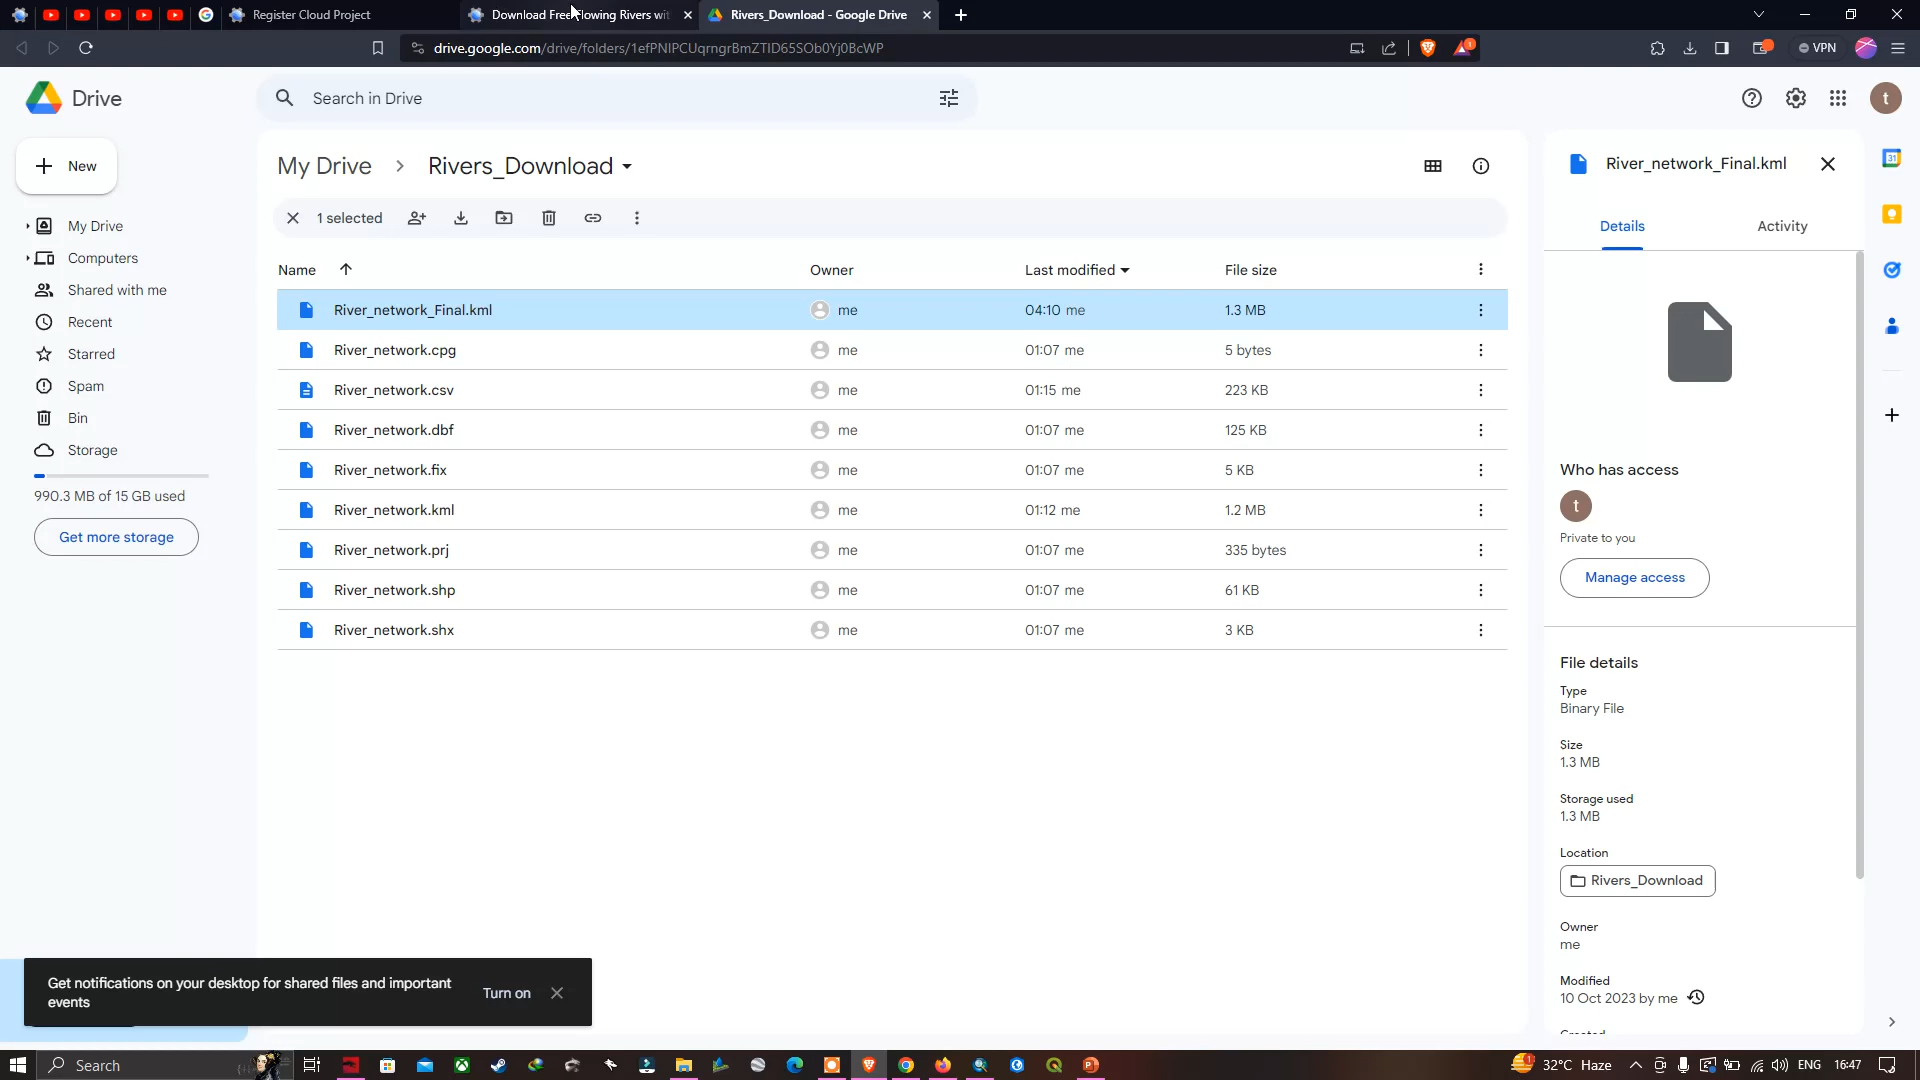 Register Cloud Project
Download Free Flowing Rivers wit
Rivers_Download - Google Drive
drive.google.com/drive/folders/1efPNIPCUqrngrBmZTID65SOb0Yj0BcWP
1
VPN
Drive
Search in Drive
t
New
My Drive
Computers
Shared with me
Recent
Starred
Spam
Bin
Storage
990.3 MB of 15 GB used
Get more storage
My Drive > Rivers_Download
1 selected
Name Owner Last modified File size
River_network_Final.kml me 04:10 me 1.3 MB
River_network.cpg me 01:07 me 5 bytes
River_network.csv me 01:15 me 223 KB
River_network.dbf me 01:07 me 125 KB
River_network.fix me 01:07 me 5 KB
River_network.kml me 01:12 me 1.2 MB
River_network.prj me 01:07 me 335 bytes
River_network.shp me 01:07 me 61 KB
River_network.shx me 01:07 me 3 KB
River_network_Final.kml
Details Activity
Who has access
t
Private to you
Manage access
File details
Type
Binary File
Size
1.3 MB
Storage used
1.3 MB
Location
Rivers_Download
Owner
me
Modified
10 Oct 2023 by me
Created
31
Get notifications on your desktop for shared files and important
events
Turn on
Search
32°C Haze
ENG
16:47